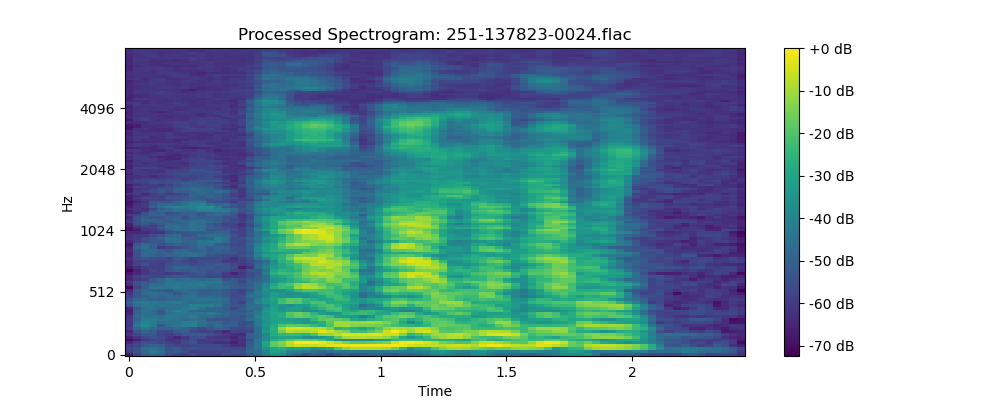 Processed Spectrogram: 251-137823-0024.flac
Hz
4096
2048
1024
512
0
0
0.5
1
1.5
2
Time
+0 dB
-10 dB
-20 dB
-30 dB
-40 dB
-50 dB
-60 dB
-70 dB